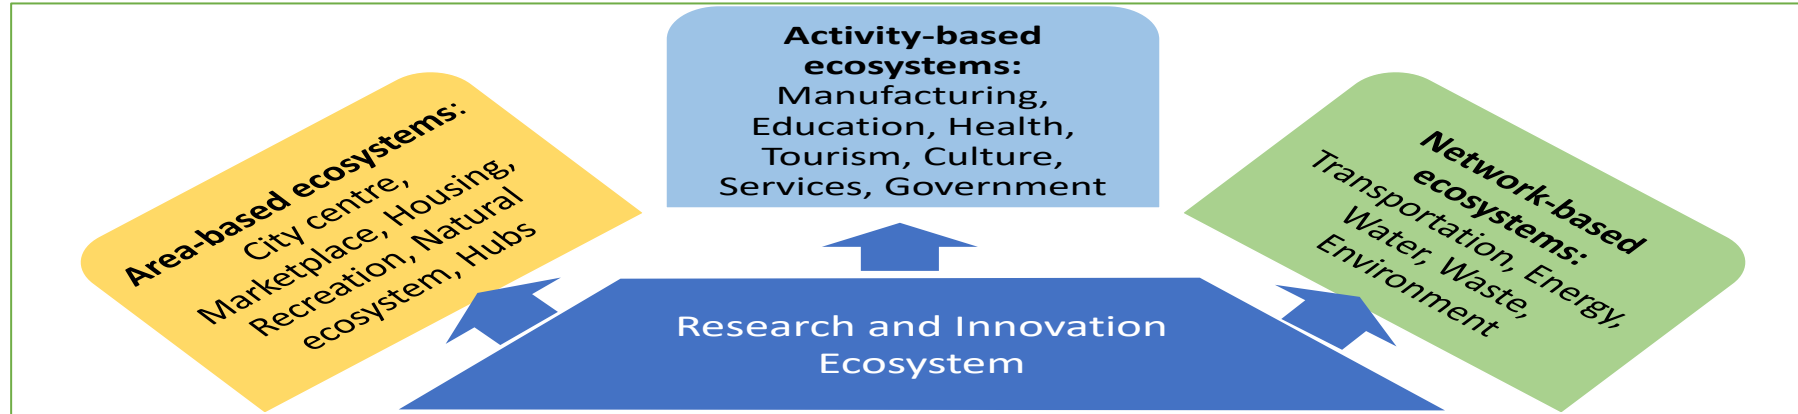 Activity-based
ecosystems:
Manufacturing,
Education, Health,
Tourism, Culture,
Services, Government
Area-based ecosystems:
City centre,
Marketplace, Housing,
Recreation, Natural
ecosystem, Hubs
Network-based
ecosystems:
Transportation, Energy,
Water, Waste,
Environment
Research and Innovation
Ecosystem